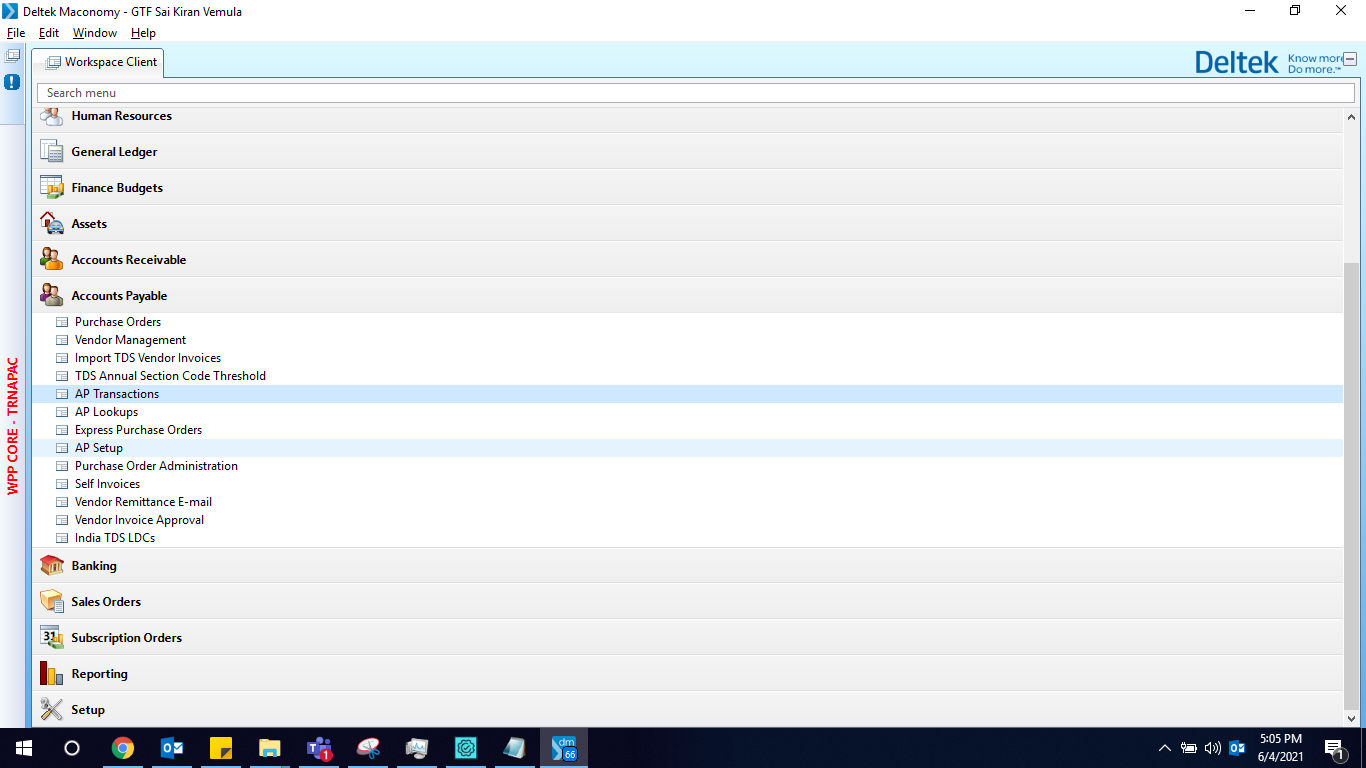 Deltek Maconomy - GTF Sai Kiran Vemula
File Edit Window Help
Workspace Client
Deltek Know more
Do more.™
Search menu
Human Resources
General Ledger
Finance Budgets
Assets
Accounts Receivable
Accounts Payable
Purchase Orders
Vendor Management
Import TDS Vendor Invoices
TDS Annual Section Code Threshold
AP Transactions
AP Lookups
Express Purchase Orders
AP Setup
Purchase Order Administration
Self Invoices
Vendor Remittance E-mail
Vendor Invoice Approval
India TDS LDCs
Banking
Sales Orders
31 Subscription Orders
Reporting
Setup
WPP CORE - TRNAPAC
1
dm
66
5:05 PM
6/4/2021
1